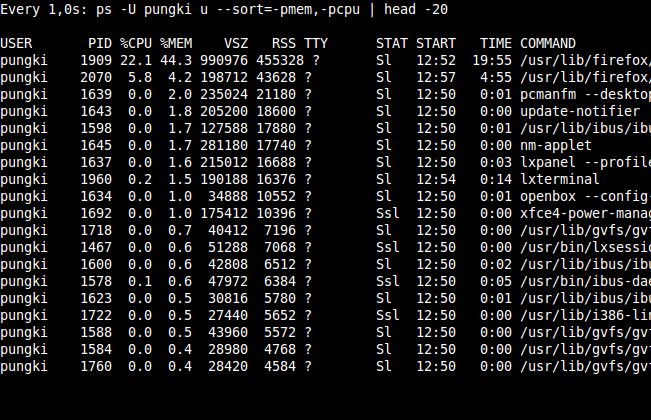 Every 1,0s: ps -U pungki u --sort=-pmem,-pcpu | head -20
USER       PID %CPU %MEM    VSZ   RSS TTY      STAT START   TIME COMMAND
pungki    1909 22.1 44.3 990976 455328 ?       Sl   12:52  19:55 /usr/lib/firefox/
pungki    2070  5.8  4.2 198712 43628 ?        Sl   12:57   4:55 /usr/lib/firefox/
pungki    1639  0.0  2.0 235024 21180 ?        Sl   12:50   0:01 pcmanfm --desktop
pungki    1643  0.0  1.8 205200 18600 ?        Sl   12:50   0:00 update-notifier
pungki    1598  0.0  1.7 127588 17880 ?        Sl   12:50   0:01 /usr/lib/ibus/ibu
pungki    1645  0.0  1.7 281180 17740 ?        Sl   12:50   0:00 nm-applet
pungki    1637  0.0  1.6 215012 16688 ?        Sl   12:50   0:03 lxpanel --profile
pungki    1960  0.2  1.5 190188 16376 ?        Sl   12:54   0:14 lxterminal
pungki    1634  0.0  1.0  34888 10552 ?        Sl   12:50   0:01 openbox --config-
pungki    1692  0.0  1.0 175412 10396 ?        Ssl  12:50   0:00 xfce4-power-manag
pungki    1718  0.0  0.7  40412  7196 ?        Sl   12:50   0:00 /usr/lib/gvfs/gvf
pungki    1467  0.0  0.6  51288  7068 ?        Ssl  12:50   0:00 /usr/bin/lxsessio
pungki    1600  0.0  0.6  42808  6512 ?        Sl   12:50   0:02 /usr/lib/ibus/ibu
pungki    1578  0.1  0.6  47972  6384 ?        Ssl  12:50   0:05 /usr/bin/ibus-dae
pungki    1623  0.0  0.5  30816  5780 ?        Sl   12:50   0:01 /usr/lib/ibus/ibu
pungki    1722  0.0  0.5  27440  5652 ?        Ssl  12:50   0:00 /usr/lib/i386-lin
pungki    1588  0.0  0.5  43960  5572 ?        Sl   12:50   0:00 /usr/lib/gvfs/gvf
pungki    1584  0.0  0.4  28980  4768 ?        Sl   12:50   0:00 /usr/lib/gvfs/gvf
pungki    1760  0.0  0.4  28420  4584 ?        Sl   12:50   0:00 /usr/lib/gvfs/gvf